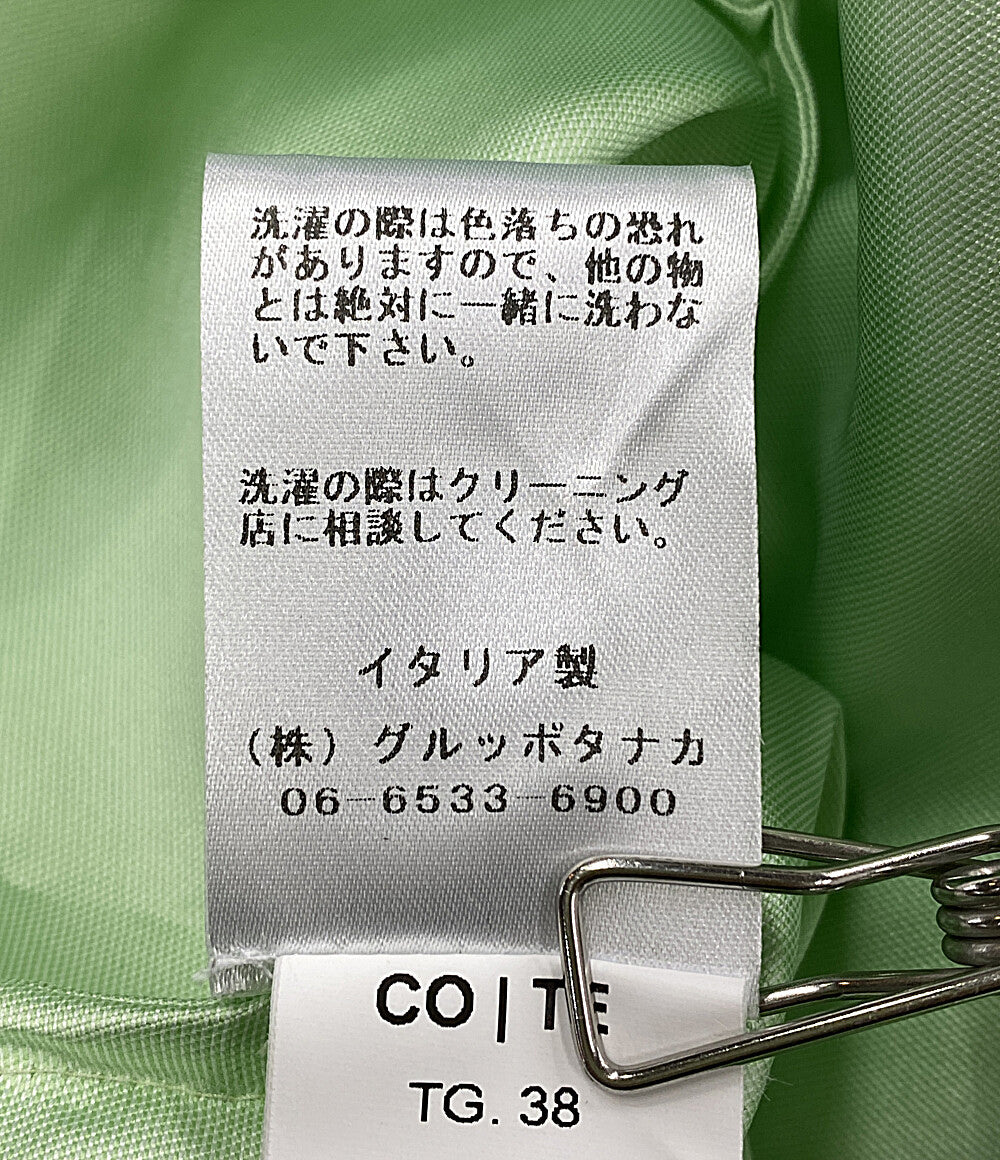 洗濯の際は色落ちの恐れ
がありますので、他の物
とは絶対に一緒に洗わな
いで下さい。
洗濯の際はクリーニング
店に相談してください。
イタリア製
(株) グルッポタナカ
06-6533-6900
CO|TE
TG. 38